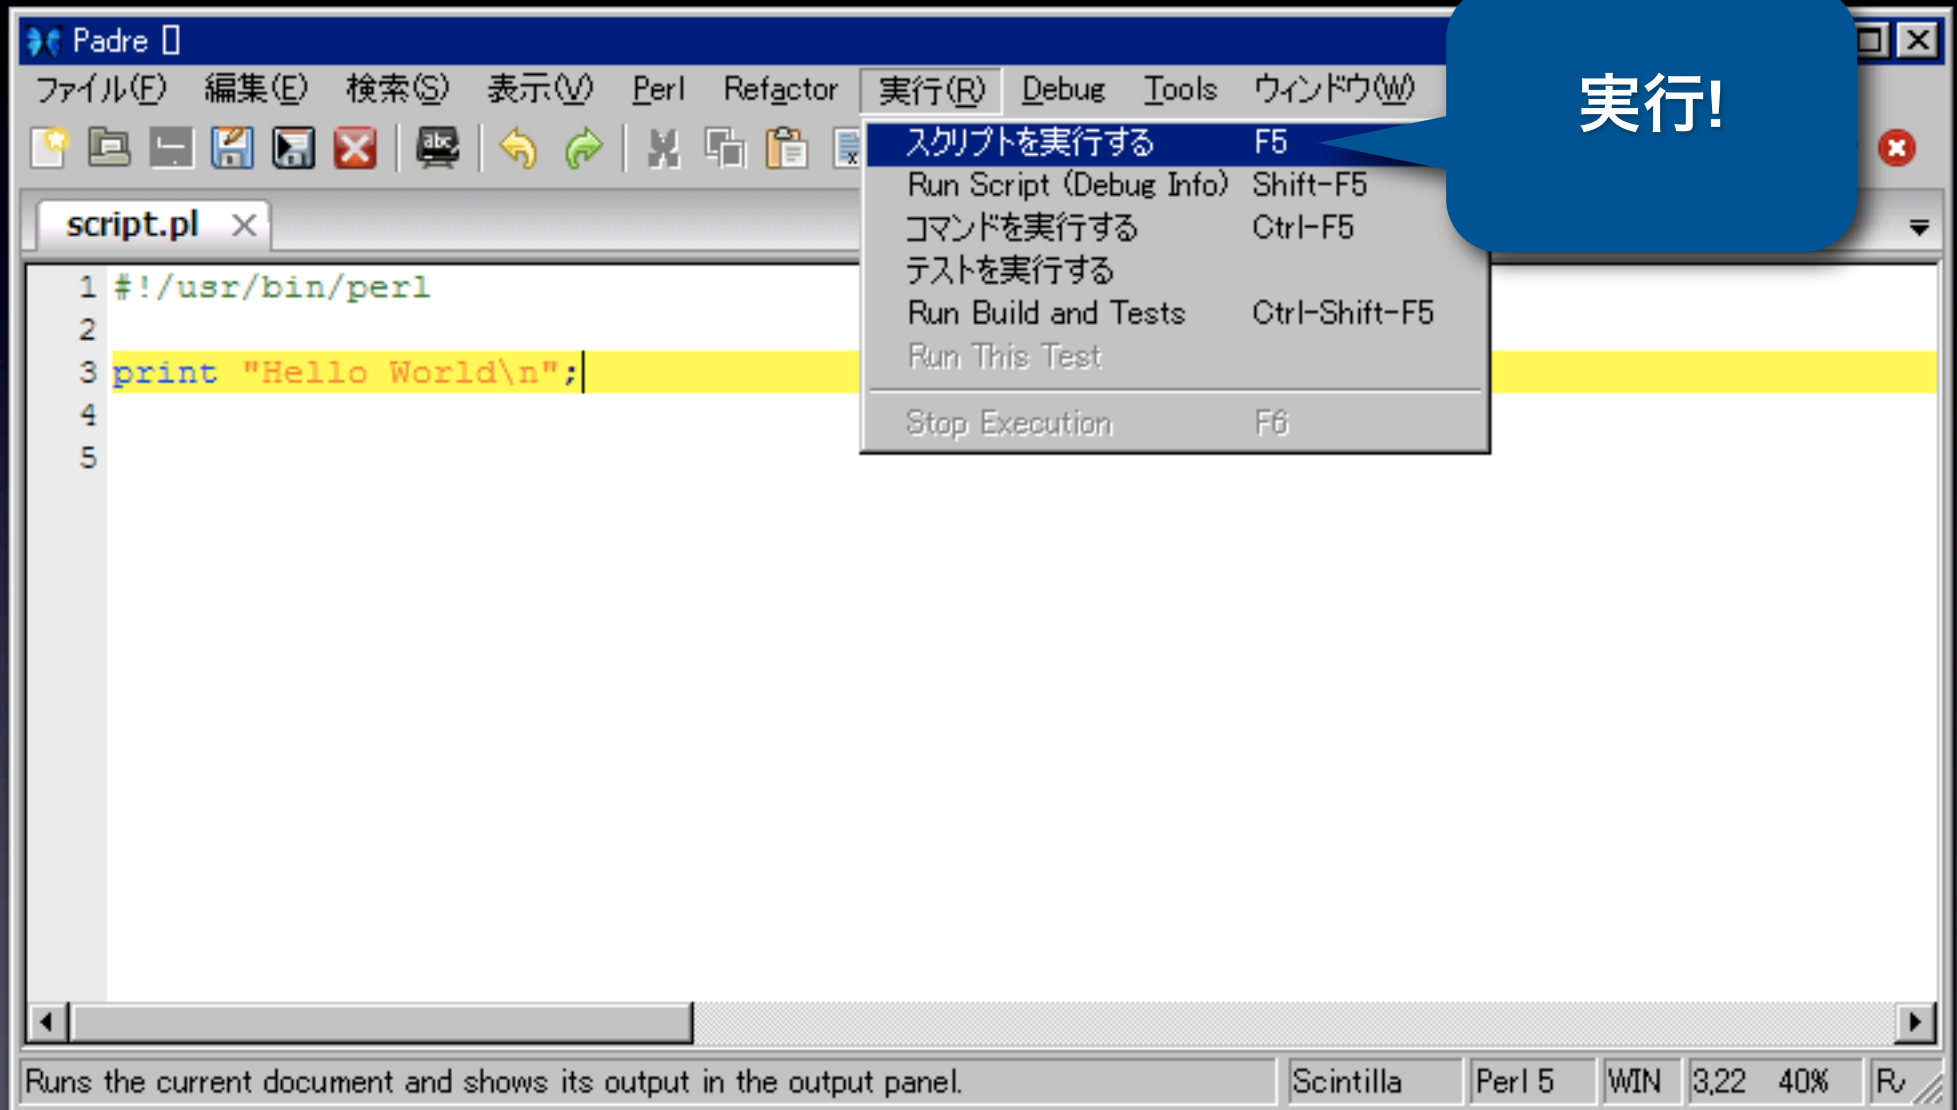 Padre []
ファイル(F) 編集(E) 検索(S) 表示(V) Perl Refactor 実行(R) Debug Tools ウィンドウ(W)
実行!
abc
スクリプトを実行する F5
Run Script (Debug Info) Shift-F5
コマンドを実行する Ctrl-F5
テストを実行する
Run Build and Tests Ctrl-Shift-F5
Run This Test
Stop Execution F6
script.pl
1 #!/usr/bin/perl
2
3 print "Hello World\n";
4
5
Runs the current document and shows its output in the output panel. Scintilla Perl 5 WIN 3,22 40%